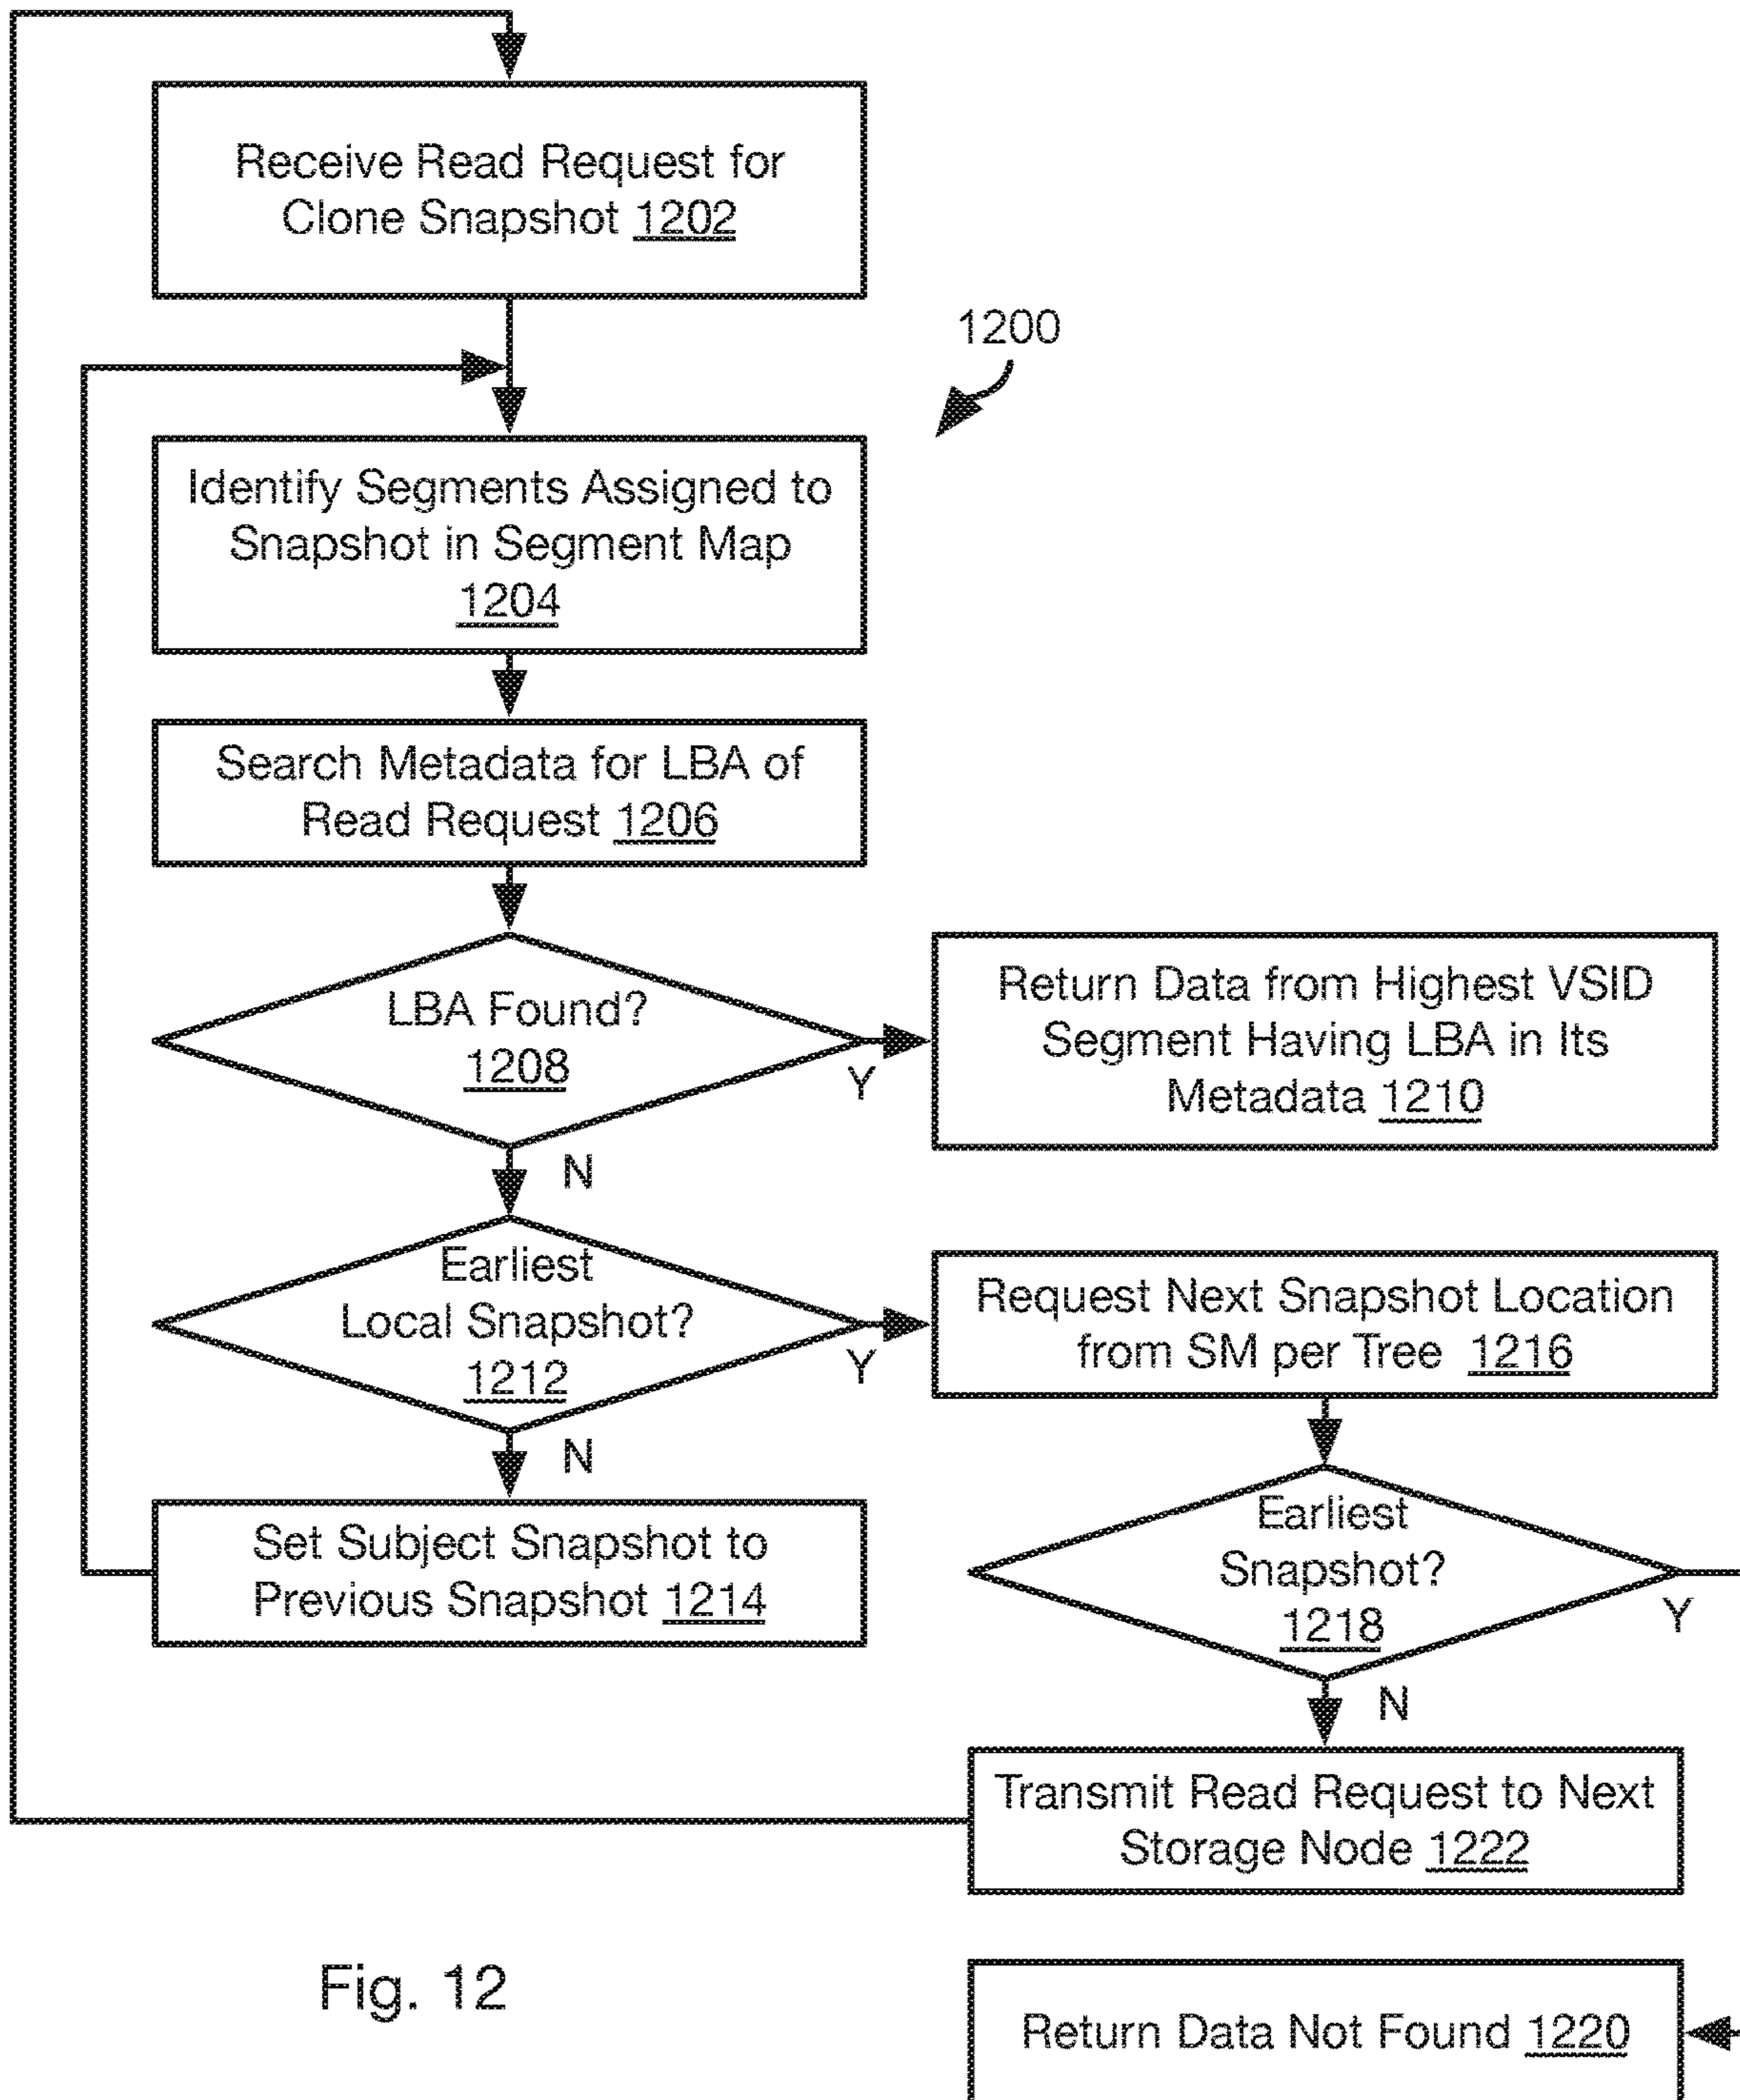 Receive Read Request for
Clone Snapshot 1202
1200
Identify Segments Assigned to
Snapshot in Segment Map
1204
Search Metadata for LBA of
Read Request 1206
LBA Found?
1208
Y
N
Return Data from Highest VSID
Segment Having LBA in Its
Metadata 1210
Earliest
Local Snapshot?
1212
Y
N
Request Next Snapshot Location
from SM per Tree 1216
Set Subject Snapshot to
Previous Snapshot 1214
Earliest
Snapshot?
1218
Y
N
Transmit Read Request to Next
Storage Node 1222
Return Data Not Found 1220
Fig. 12